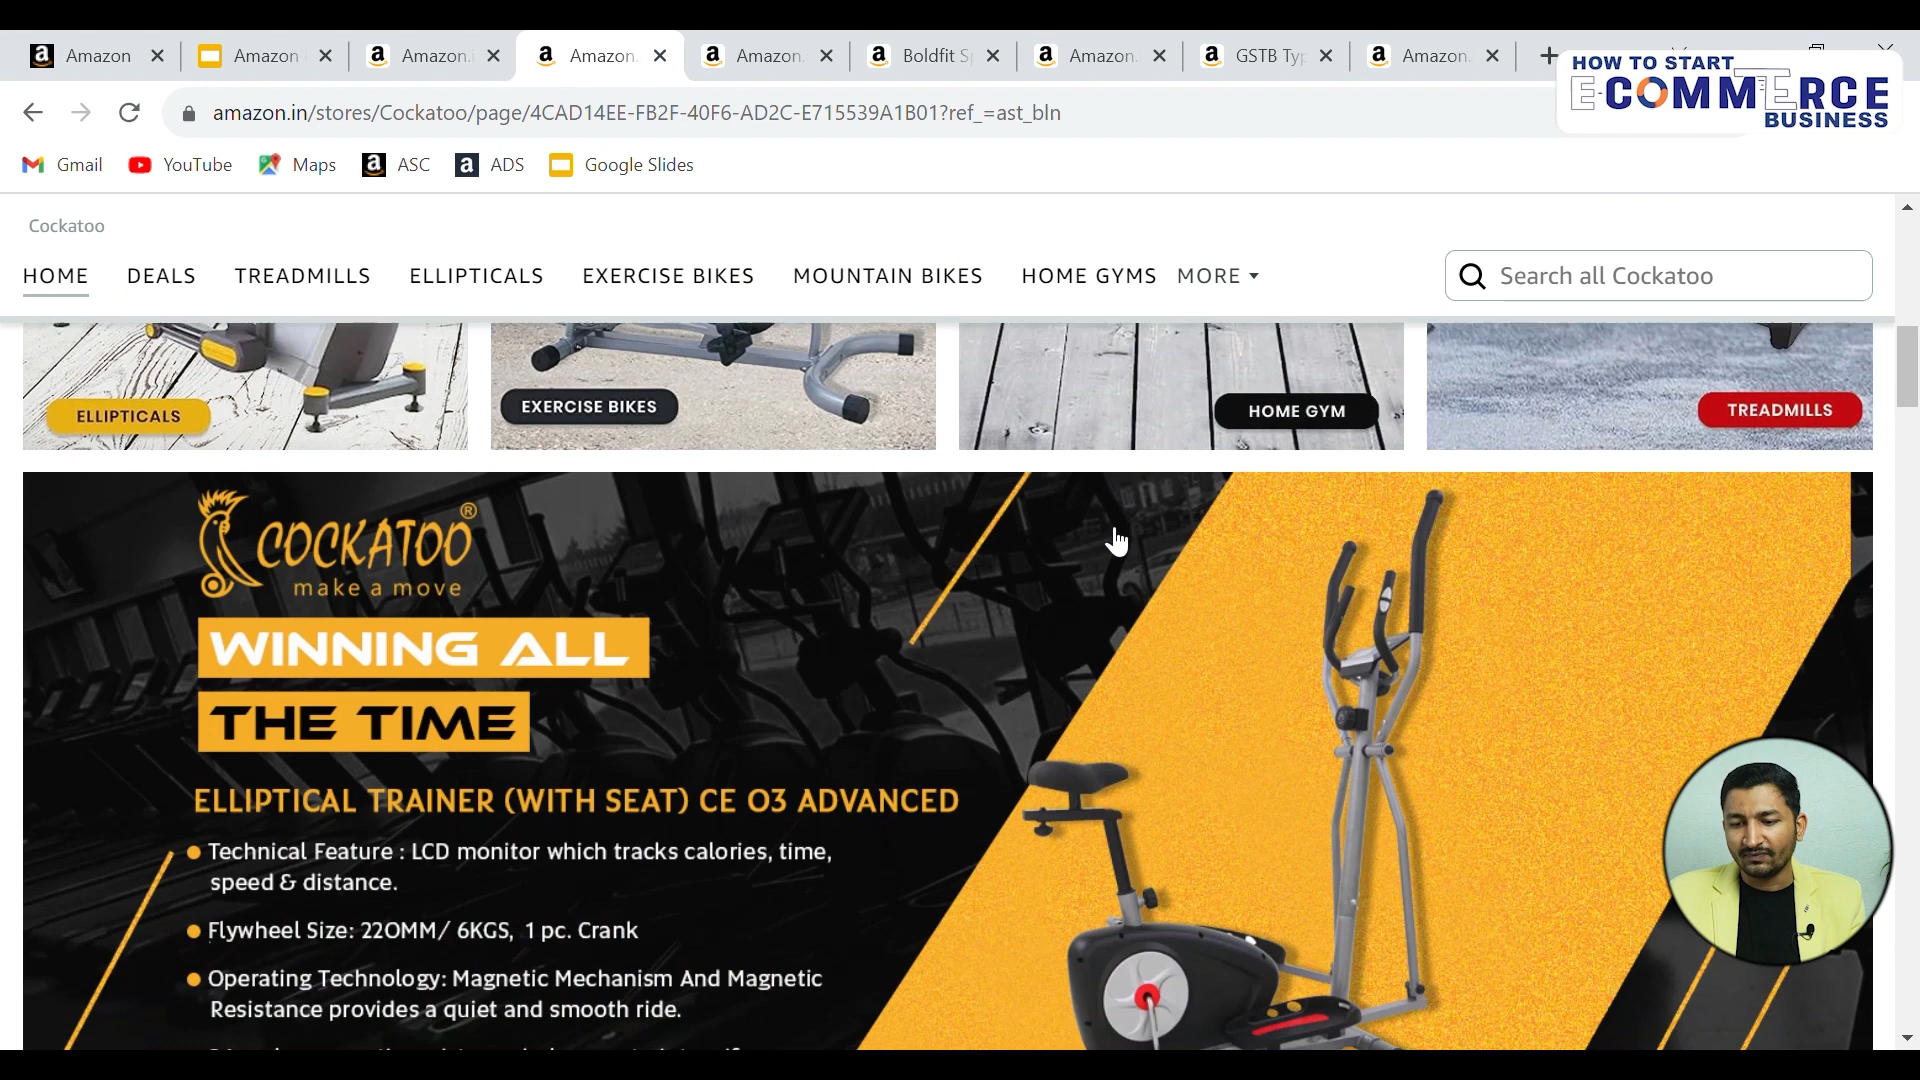 Amazon
Amazon
Amazon.i
Amazon.
Amazon.
Boldfit Sp
Amazon.
GSTB Typ
Amazon.
HOW TO START
E-COMMERCE
BUSINESS
amazon.in/stores/Cockatoo/page/4CAD14EE-FB2F-40F6-AD2C-E715539A1B01?ref_=ast_bln
Gmail
YouTube
Maps
ASC
ADS
Google Slides
Cockatoo
HOME
DEALS
TREADMILLS
ELLIPTICALS
EXERCISE BIKES
MOUNTAIN BIKES
HOME GYMS
MORE
Search all Cockatoo
ELLIPTICALS
EXERCISE BIKES
HOME GYM
TREADMILLS
COCKATOO®
make a move
WINNING ALL
THE TIME
ELLIPTICAL TRAINER (WITH SEAT) CE 03 ADVANCED
Technical Feature : LCD monitor which tracks calories, time,
speed & distance.
Flywheel Size: 220MM/ 6KGS, 1 pc. Crank
Operating Technology: Magnetic Mechanism And Magnetic
Resistance provides a quiet and smooth ride.